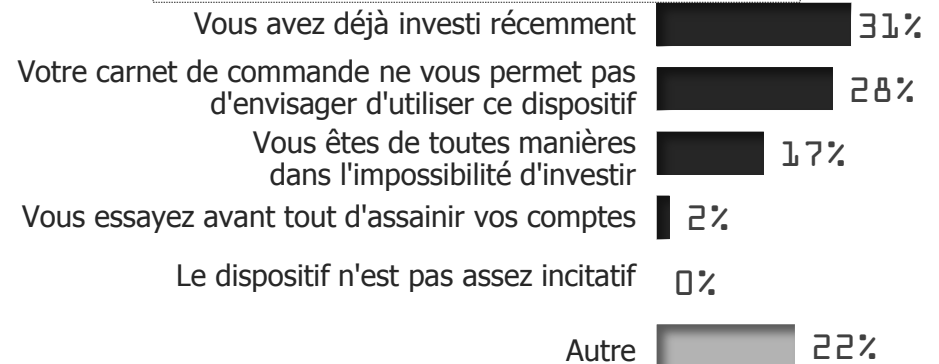 Vous avez déjà investi récemment 31%
Votre carnet de commande ne vous permet pas
d'envisager d'utiliser ce dispositif 28%
Vous êtes de toutes manières
dans l'impossibilité d'investir 17%
Vous essayez avant tout d'assainir vos comptes 2%
Le dispositif n'est pas assez incitatif 0%
Autre 22%